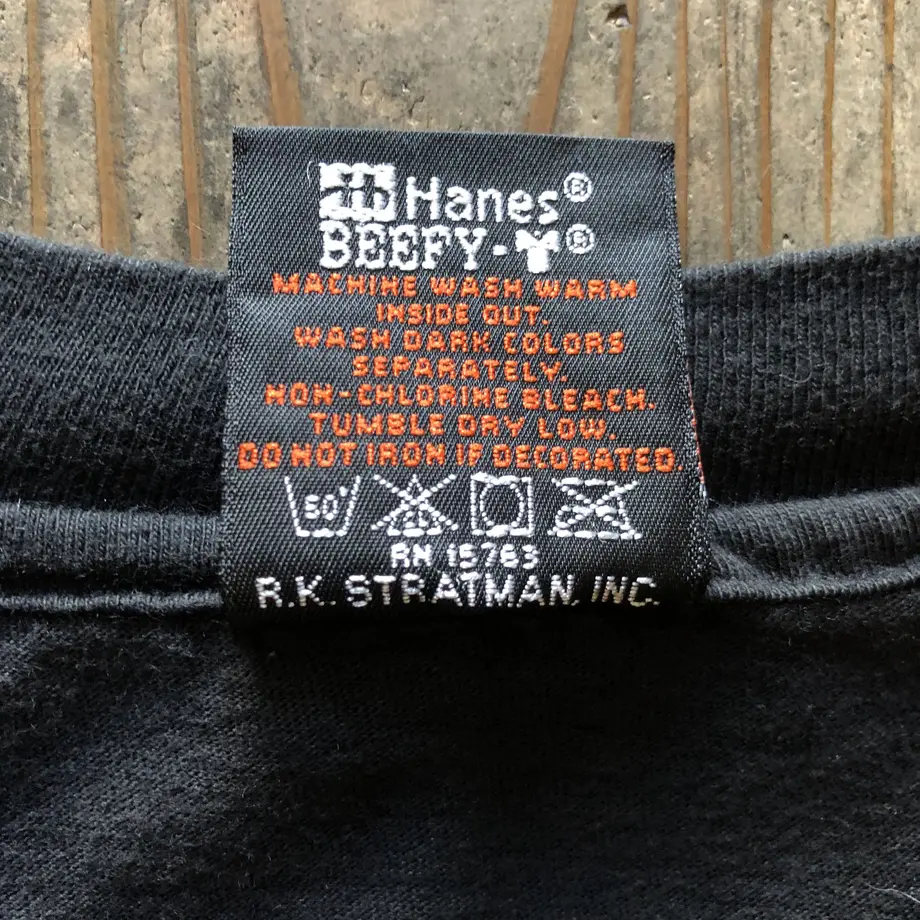 Hanes®
BEEFY-T®
MACHINE WASH WARM
INSIDE OUT.
WASH DARK COLORS
SEPARATELY.
NON-CHLORINE BLEACH.
TUMBLE DRY LOW.
DO NOT IRON IF DECORATED.
50°
RN 15763
R.K. STRATMAN, INC.